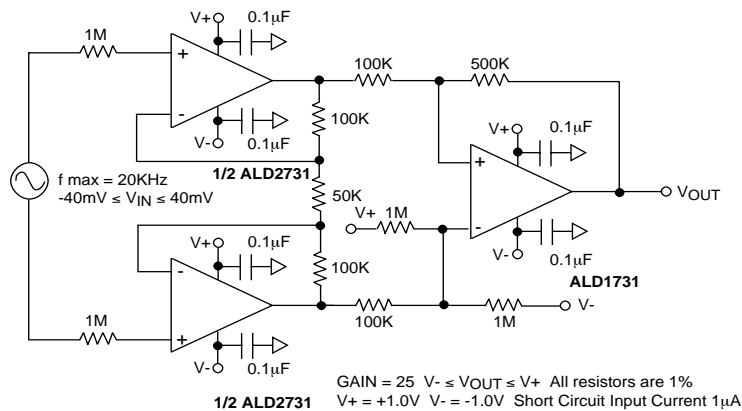 V+ 0.1µF
1M
+
-
100K
500K
100K
V- 0.1µF
1/2 ALD2731
V+ 0.1µF
+
-
VOUT
f max = 20KHz
-40mV ≤ VIN ≤ 40mV
50K
V+ 1M
V- 0.1µF
ALD1731
V+ 0.1µF
-
+
100K
1M
100K
1M
V-
V- 0.1µF
1/2 ALD2731
GAIN = 25 V- ≤ VOUT ≤ V+ All resistors are 1%
V+ = +1.0V V- = -1.0V Short Circuit Input Current 1µA